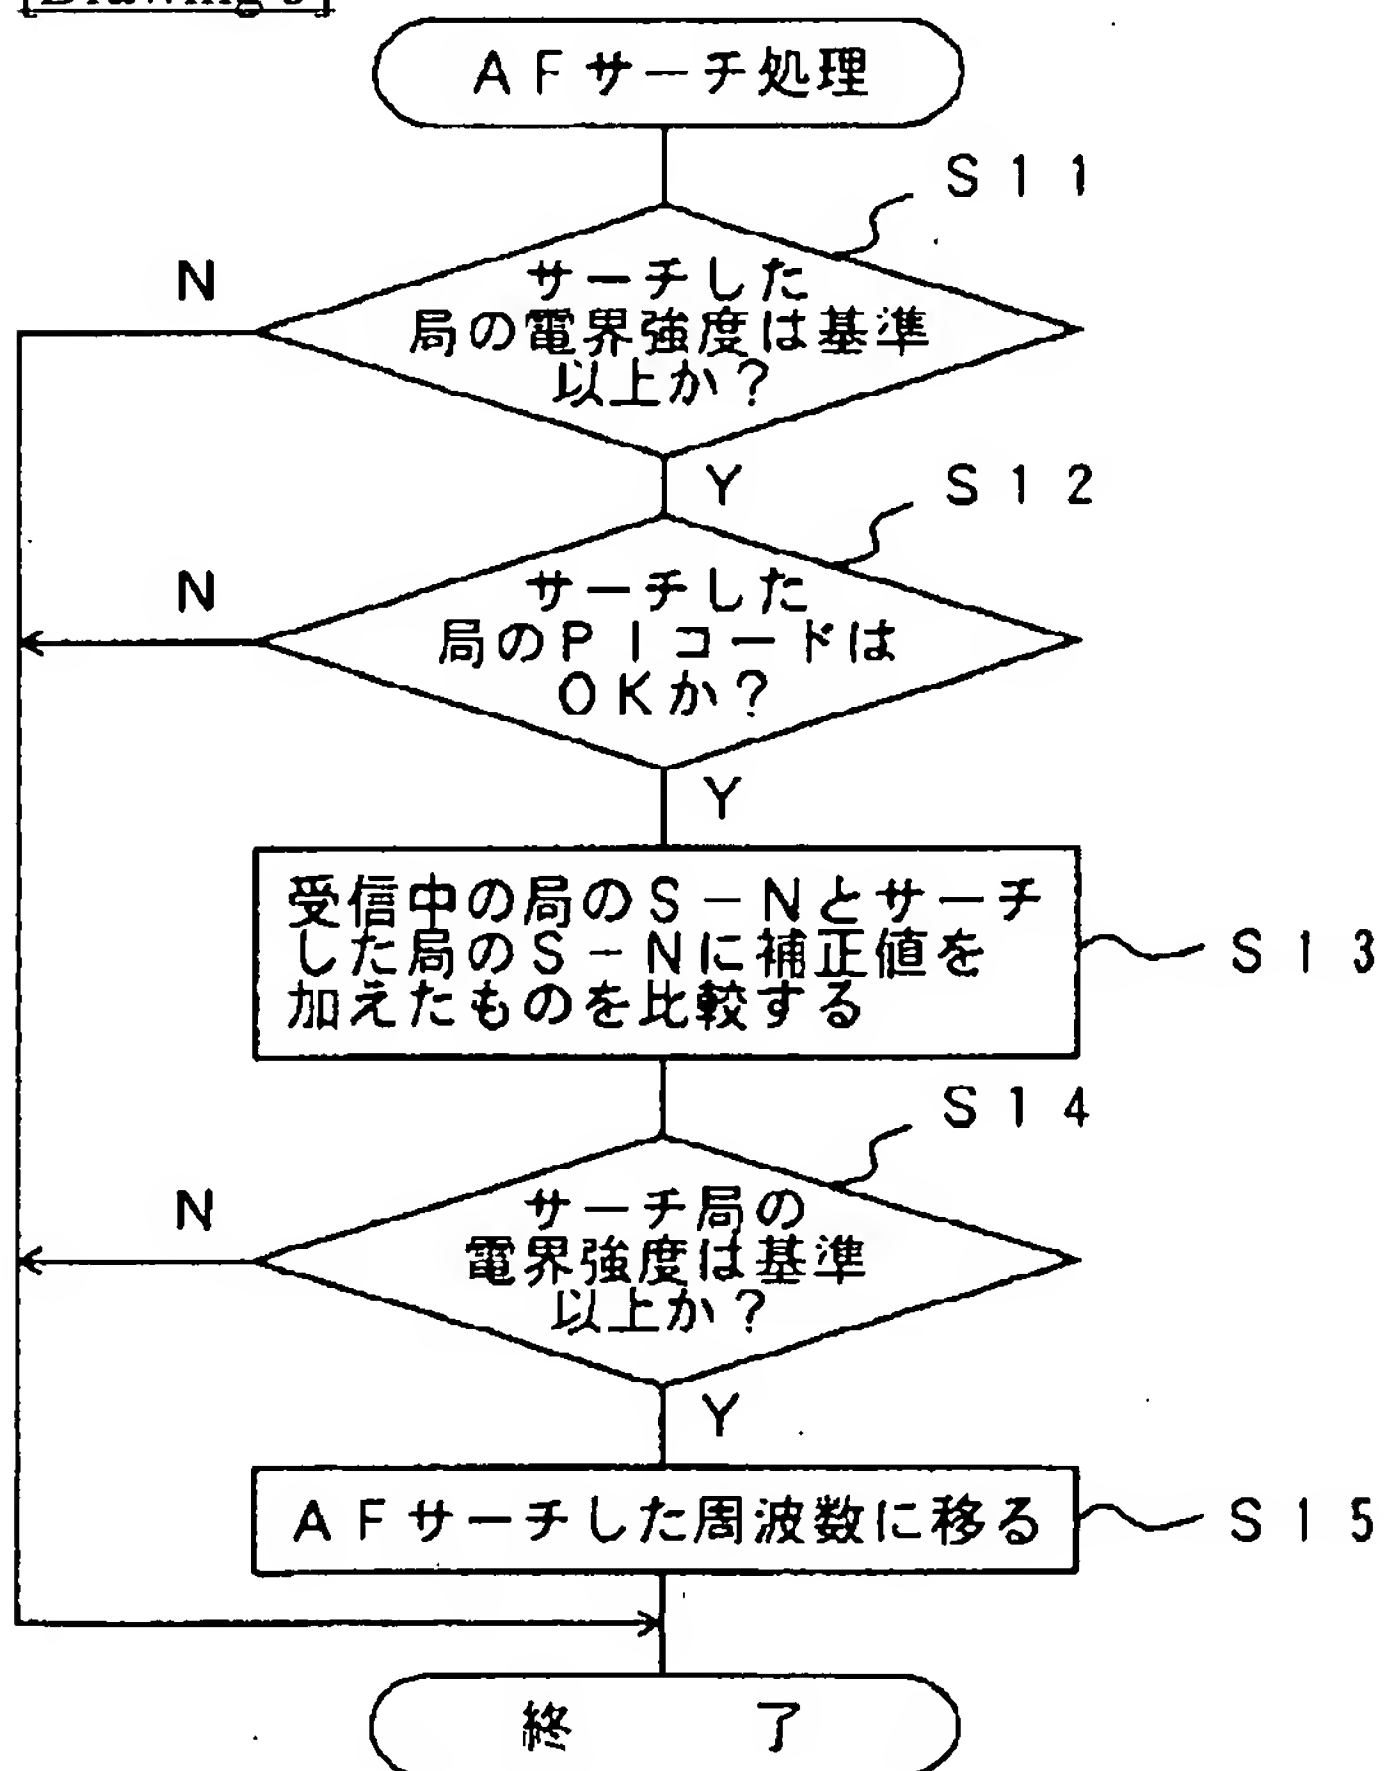 AFサーチ処理
S11
N
サーチした
局の電界強度は基準
以上か?
Y
S12
N
サーチした
局のPIコードは
OKか?
Y
受信中の局のS-Nとサーチ
した局のS-Nに補正値を
加えたものを比較する
S13
S14
N
サーチ局の
電界強度は基準
以上か?
Y
AFサーチした周波数に移る
S15
終 了